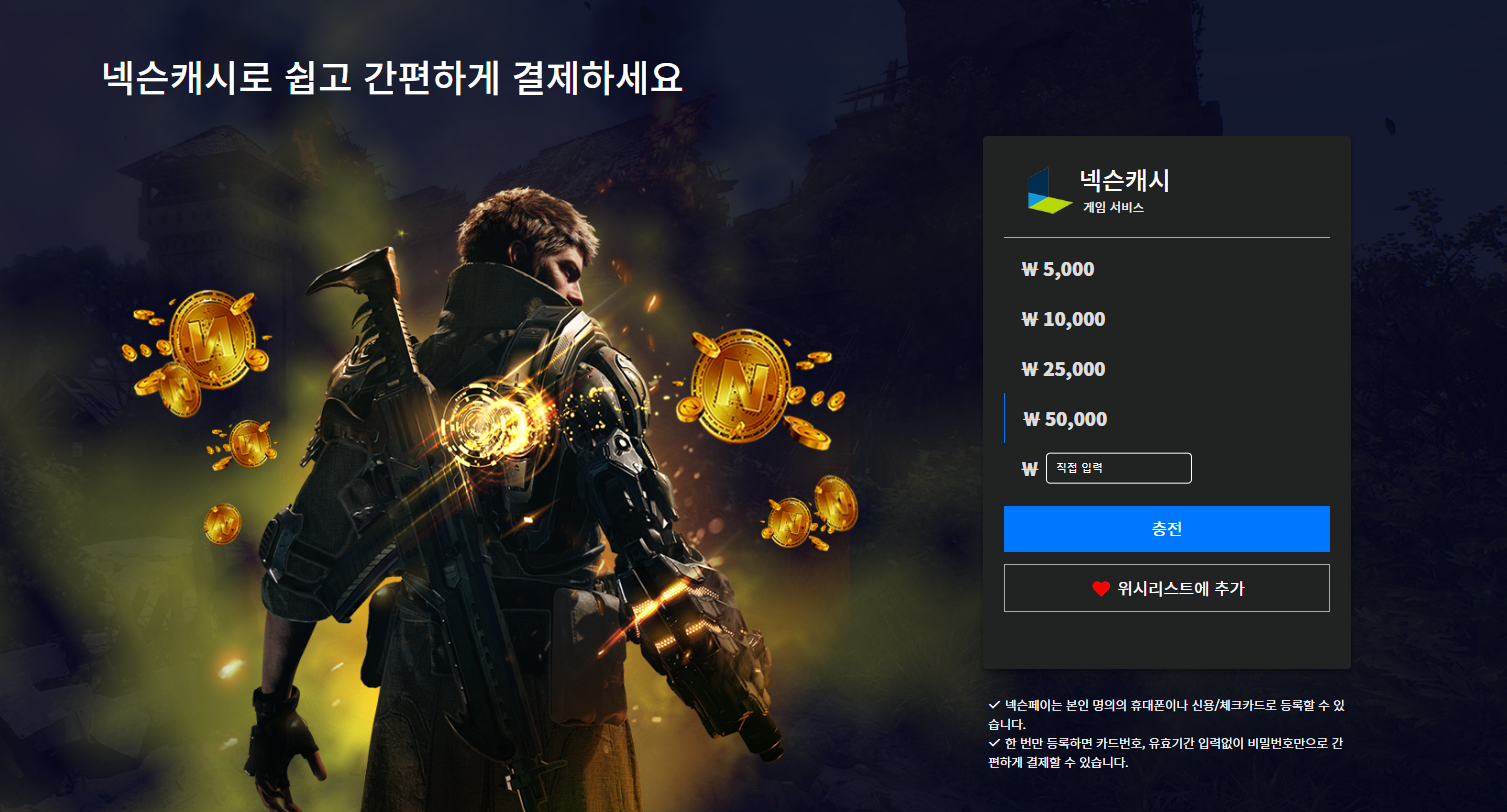 넥슨캐시로 쉽고 간편하게 결제하세요
넥슨캐시
게임 서비스
₩ 5,000
₩ 10,000
₩ 25,000
₩ 50,000
₩ 직접 입력
충전
위시리스트에 추가
넥슨페이는 본인 명의의 휴대폰이나 신용/체크카드로 등록할 수 있
습니다.
한 번만 등록하면 카드번호, 유효기간 입력없이 비밀번호만으로 간
편하게 결제할 수 있습니다.